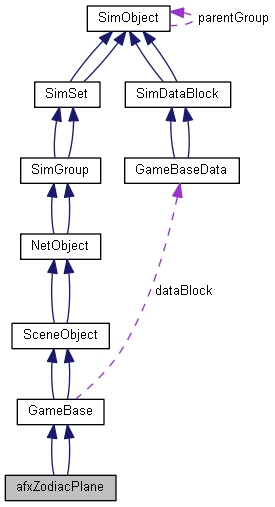 SimObject
parentGroup
SimSet
SimDataBlock
SimGroup
GameBaseData
NetObject
dataBlock
SceneObject
GameBase
afxZodiacPlane